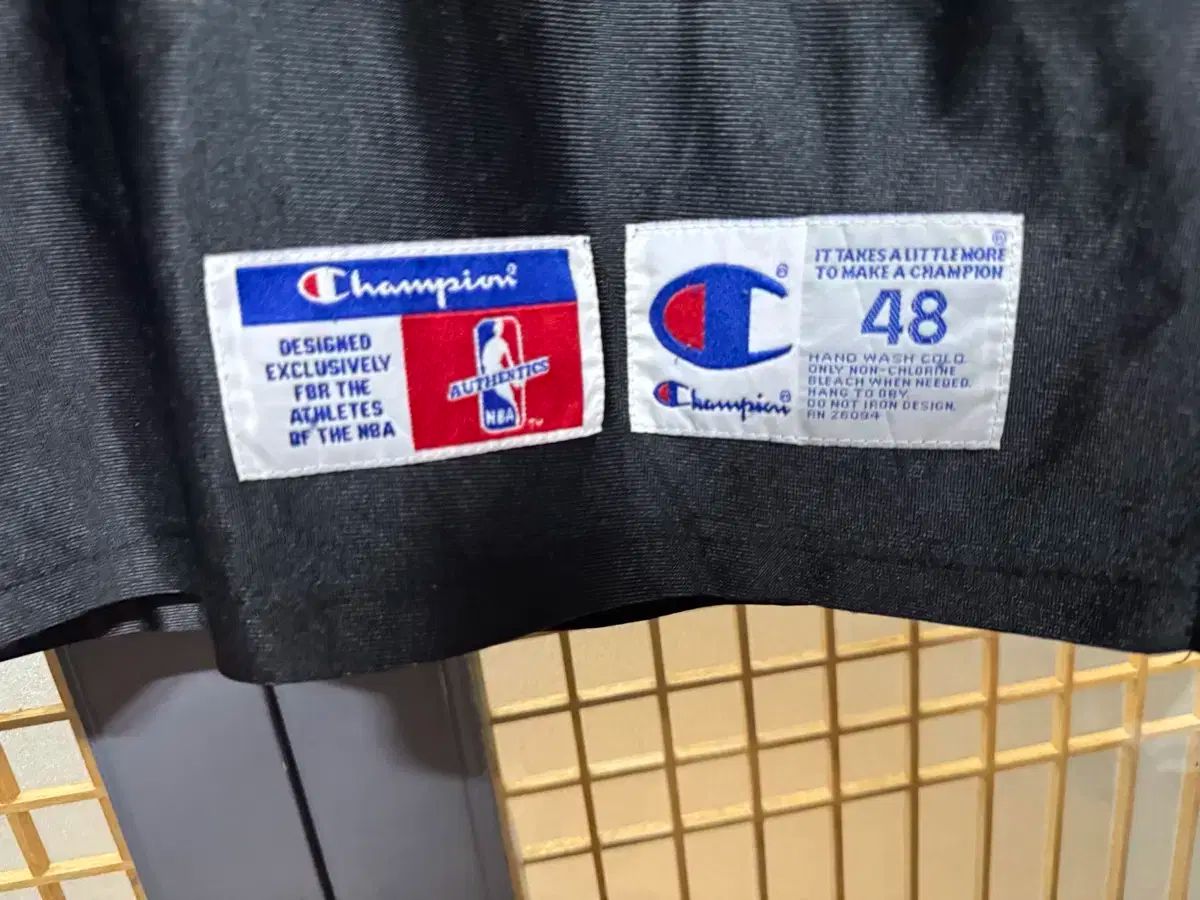 Champion®
DESIGNED
EXCLUSIVELY
FOR THE
ATHLETES
OF THE NBA
AUTHENTICS
NBA
TM
®
Champion®
®
IT TAKES A LITTLE MORE
TO MAKE A CHAMPION
48
HAND WASH COLD.
ONLY NON-CHLORINE
BLEACH WHEN NEEDED.
HANG TO DRY.
DO NOT IRON DESIGN.
RN 26094